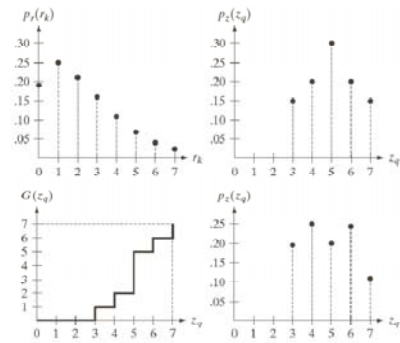 p_r(r_k)
.30
.25
.20
.15
.10
.05
0 1 2 3 4 5 6 7
r_k
p_z(z_q)
.30
.25
.20
.15
.10
.05
0 1 2 3 4 5 6 7
z_q
G(z_q)
7
6
5
4
3
2
1
0 1 2 3 4 5 6 7
z_q
p_z(z_q)
.25
.20
.15
.10
.05
0 1 2 3 4 5 6 7
z_q